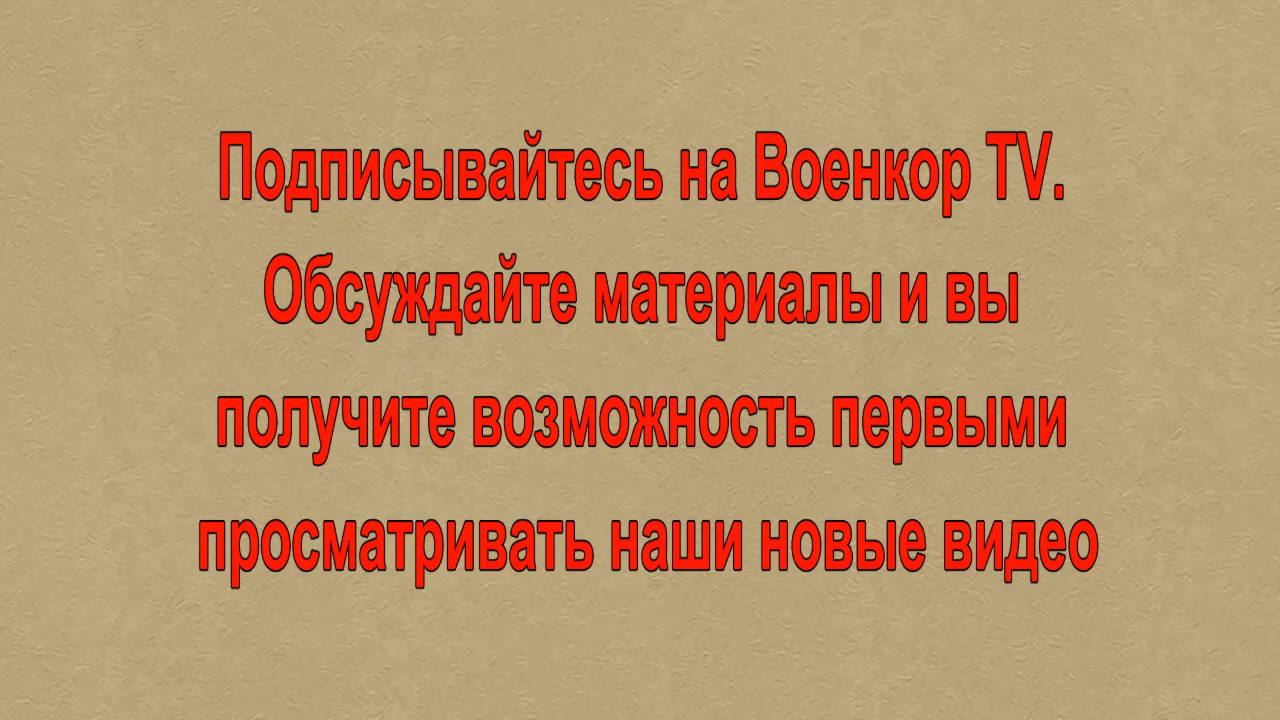 Подписывайтесь на Военкор TV.
Обсуждайте материалы и вы
получите возможность первыми
просматривать наши новые видео